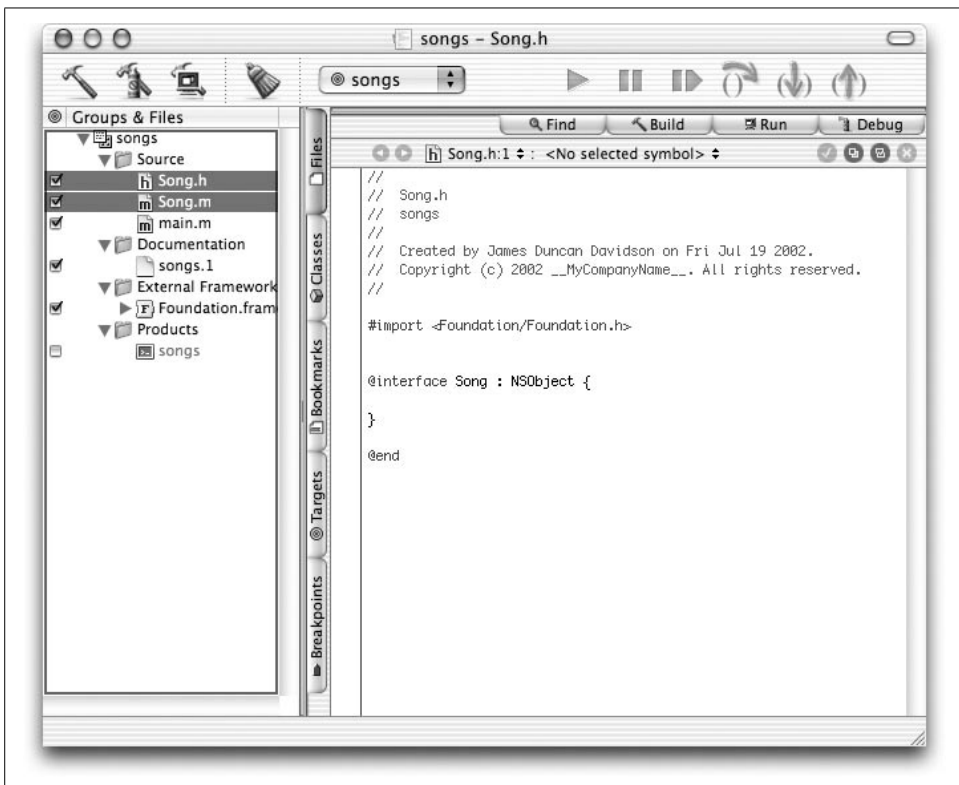 songs – Song.h
songs
Groups & Files
songs
Source
h Song.h
m Song.m
m main.m
Documentation
songs.1
External Framework
F Foundation.fram
Products
songs
Files
Classes
Bookmarks
Targets
Breakpoints
Find
Build
Run
Debug
h Song.h:1 : <No selected symbol>
//
//  Song.h
//  songs
//
//  Created by James Duncan Davidson on Fri Jul 19 2002.
//  Copyright (c) 2002 __MyCompanyName__. All rights reserved.
//
#import <Foundation/Foundation.h>
@interface Song : NSObject {
}
@end